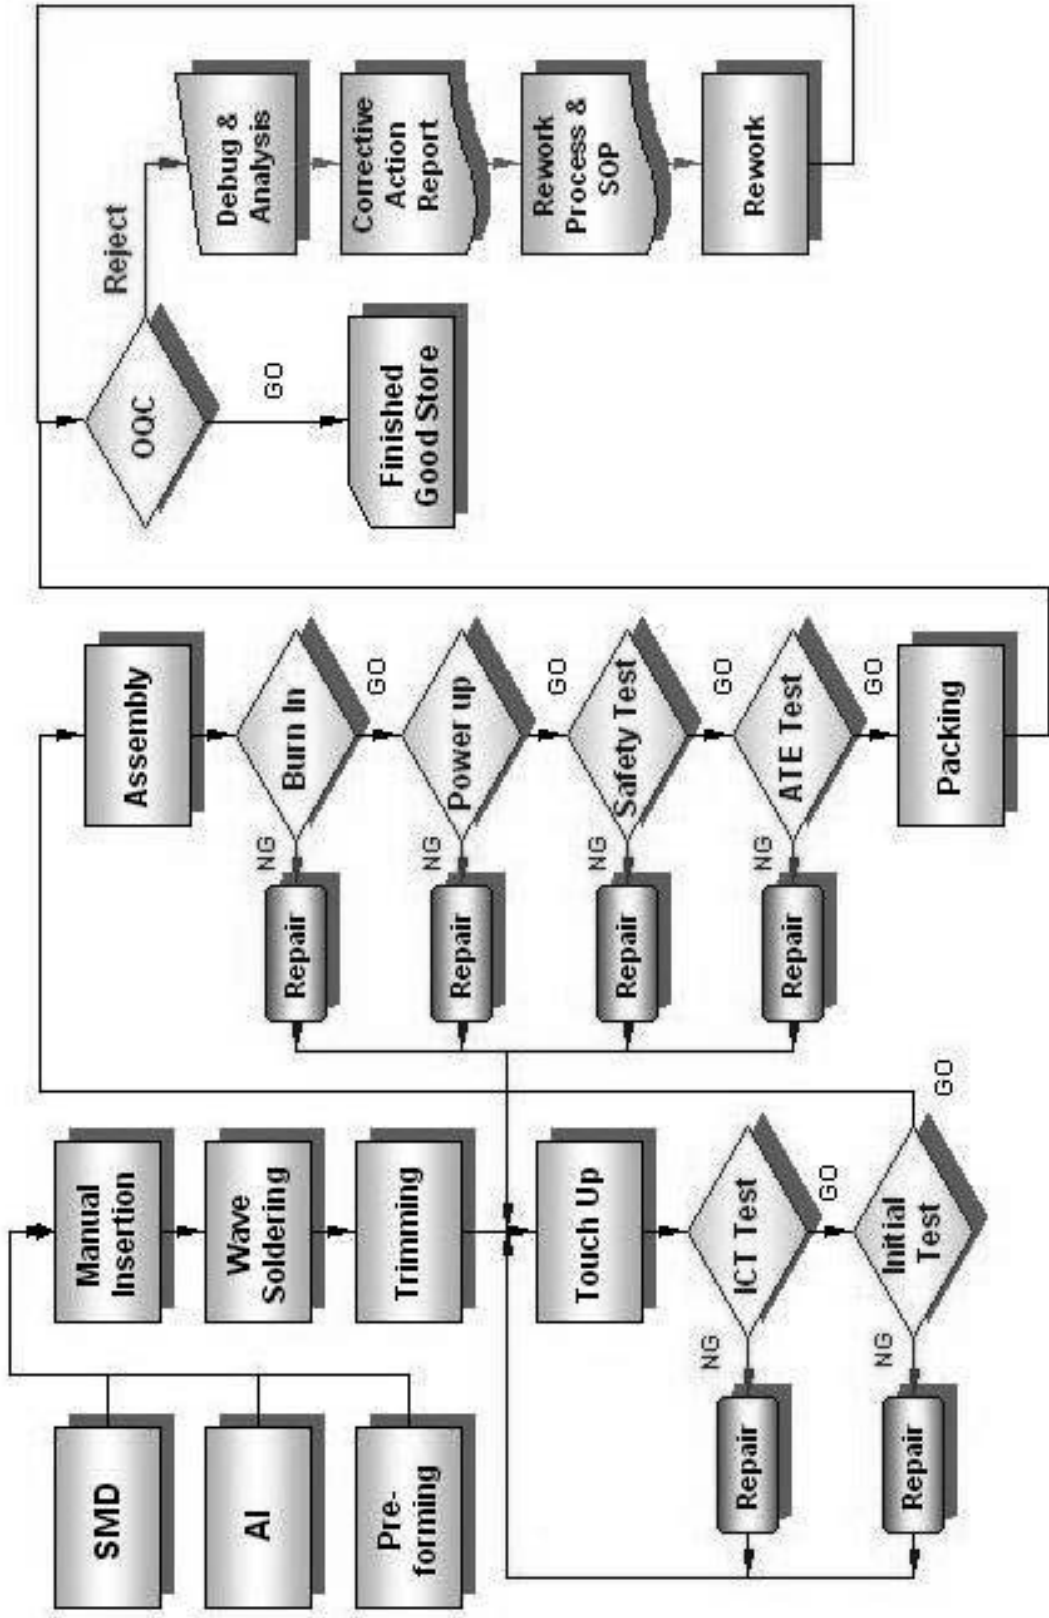 SMD
AI
Pre-
forming
Manual
Insertion
Wave
Soldering
Trimming
Touch Up
ICT Test
NG
Repair
GO
Initial
Test
NG
Repair
GO
Assembly
Burn In
NG
Repair
GO
Power up
NG
Repair
GO
Safety Test
NG
Repair
GO
ATE Test
NG
Repair
GO
Packing
OQC
Reject
GO
Finished
Good Store
Debug &
Analysis
Corrective
Action
Report
Rework
Process &
SOP
Rework